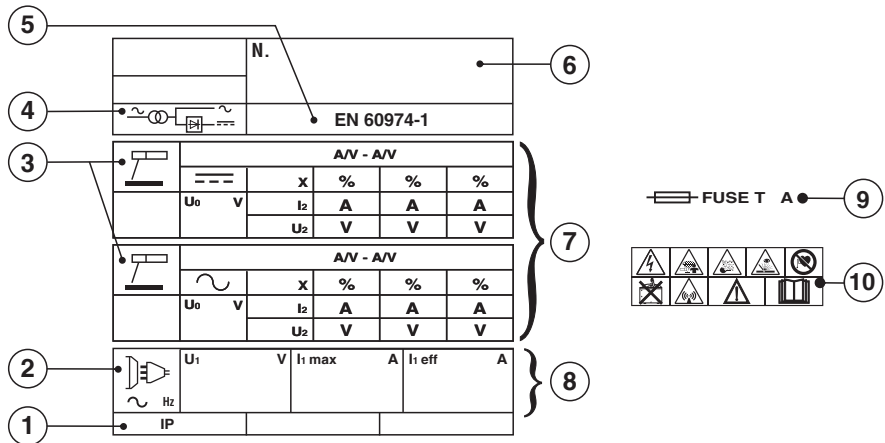 5
N.
6
4
EN 60974-1
3
A/V - A/V
X % % %
U0 V I2 A A A
U2 V V V
7
FUSE T A 9
A/V - A/V
X % % %
U0 V I2 A A A
U2 V V V
10
2
U1 V I1 max A I1 eff A
Hz
8
1
IP